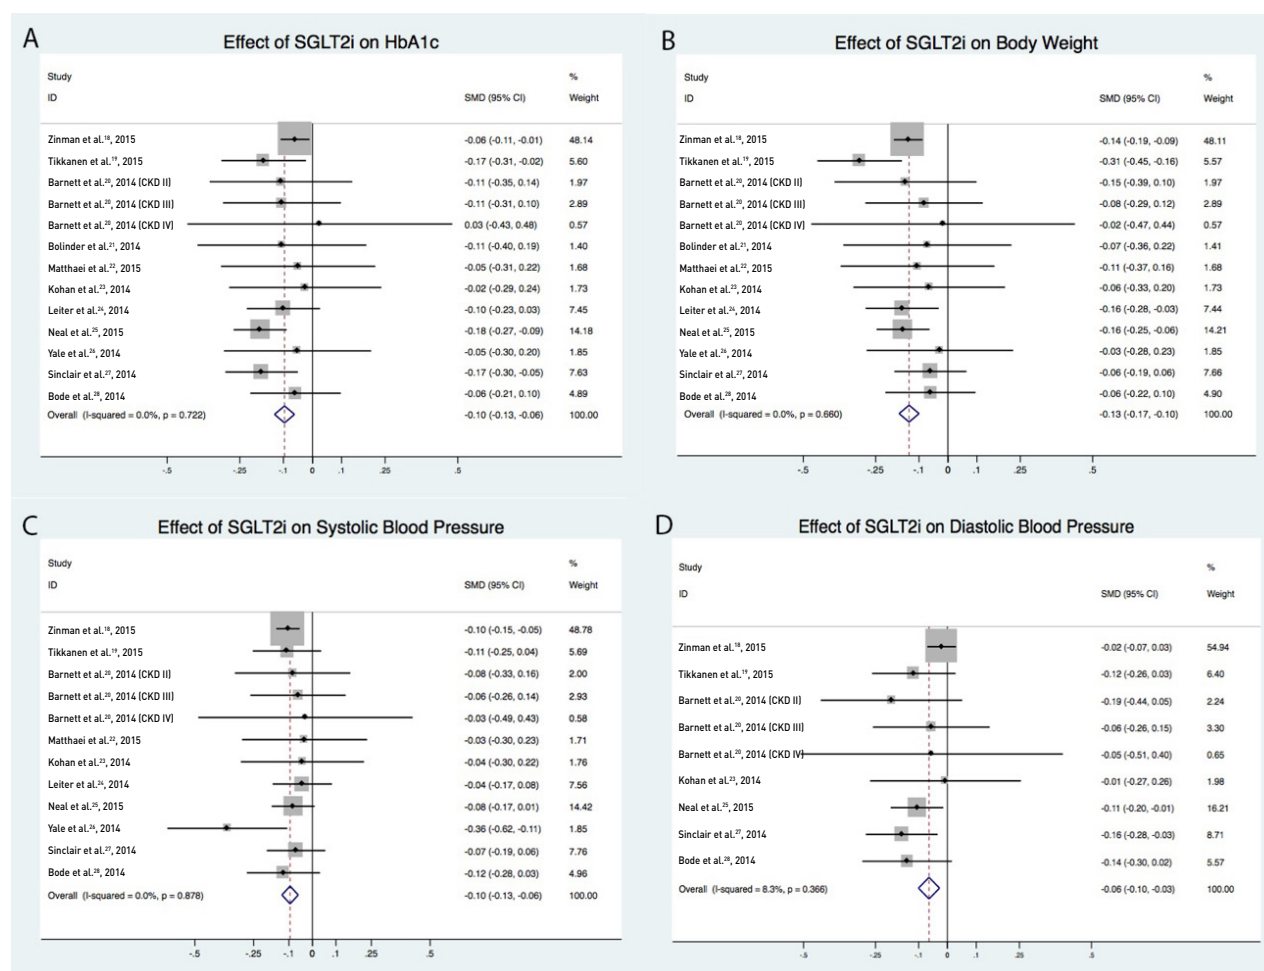 A
Effect of SGLT2i on HbA1c
Study %
ID SMD (95% CI) Weight
Zinman et al.¹⁸, 2015 -0.06 (-0.11, -0.01) 48.14
Tikkanen et al.¹⁹, 2015 -0.17 (-0.31, -0.02) 5.60
Barnett et al.²⁰, 2014 (CKD II) -0.11 (-0.35, 0.14) 1.97
Barnett et al.²⁰, 2014 (CKD III) -0.11 (-0.31, 0.10) 2.89
Barnett et al.²⁰, 2014 (CKD IV) 0.03 (-0.43, 0.48) 0.57
Bolinder et al.²¹, 2014 -0.11 (-0.40, 0.19) 1.40
Matthaei et al.²², 2015 -0.05 (-0.31, 0.22) 1.68
Kohan et al.²³, 2014 -0.02 (-0.29, 0.24) 1.73
Leiter et al.²⁴, 2014 -0.10 (-0.23, 0.03) 7.45
Neal et al.²⁵, 2015 -0.18 (-0.27, -0.09) 14.18
Yale et al.²⁶, 2014 -0.05 (-0.30, 0.20) 1.85
Sinclair et al.²⁷, 2014 -0.17 (-0.30, -0.05) 7.63
Bode et al.²⁸, 2014 -0.06 (-0.21, 0.10) 4.89
Overall (I-squared = 0.0%, p = 0.722) -0.10 (-0.13, -0.06) 100.00
-.5 -.25 -.1 0 .1 .25 .5
B
Effect of SGLT2i on Body Weight
Study %
ID SMD (95% CI) Weight
Zinman et al.¹⁸, 2015 -0.14 (-0.19, -0.09) 48.11
Tikkanen et al.¹⁹, 2015 -0.31 (-0.45, -0.16) 5.57
Barnett et al.²⁰, 2014 (CKD II) -0.15 (-0.39, 0.10) 1.97
Barnett et al.²⁰, 2014 (CKD III) -0.08 (-0.29, 0.12) 2.89
Barnett et al.²⁰, 2014 (CKD IV) -0.02 (-0.47, 0.44) 0.57
Bolinder et al.²¹, 2014 -0.07 (-0.36, 0.22) 1.41
Matthaei et al.²², 2015 -0.11 (-0.37, 0.16) 1.68
Kohan et al.²³, 2014 -0.06 (-0.33, 0.20) 1.73
Leiter et al.²⁴, 2014 -0.16 (-0.28, -0.03) 7.44
Neal et al.²⁵, 2015 -0.16 (-0.25, -0.06) 14.21
Yale et al.²⁶, 2014 -0.03 (-0.28, 0.23) 1.85
Sinclair et al.²⁷, 2014 -0.06 (-0.19, 0.06) 7.66
Bode et al.²⁸, 2014 -0.06 (-0.22, 0.10) 4.90
Overall (I-squared = 0.0%, p = 0.660) -0.13 (-0.17, -0.10) 100.00
-.5 -.25 -.1 0 .1 .25 .5
C
Effect of SGLT2i on Systolic Blood Pressure
Study %
ID SMD (95% CI) Weight
Zinman et al.¹⁸, 2015 -0.10 (-0.15, -0.05) 48.78
Tikkanen et al.¹⁹, 2015 -0.11 (-0.25, 0.04) 5.69
Barnett et al.²⁰, 2014 (CKD II) -0.08 (-0.33, 0.16) 2.00
Barnett et al.²⁰, 2014 (CKD III) -0.06 (-0.26, 0.14) 2.93
Barnett et al.²⁰, 2014 (CKD IV) -0.03 (-0.49, 0.43) 0.58
Matthaei et al.²², 2015 -0.03 (-0.30, 0.23) 1.71
Kohan et al.²³, 2014 -0.04 (-0.30, 0.22) 1.76
Leiter et al.²⁴, 2014 -0.04 (-0.17, 0.08) 7.56
Neal et al.²⁵, 2015 -0.08 (-0.17, 0.01) 14.42
Yale et al.²⁶, 2014 -0.36 (-0.62, -0.11) 1.85
Sinclair et al.²⁷, 2014 -0.07 (-0.19, 0.06) 7.76
Bode et al.²⁸, 2014 -0.12 (-0.28, 0.03) 4.96
Overall (I-squared = 0.0%, p = 0.878) -0.10 (-0.13, -0.06) 100.00
-.5 -.25 -.1 0 .1 .25 .5
D
Effect of SGLT2i on Diastolic Blood Pressure
Study %
ID SMD (95% CI) Weight
Zinman et al.¹⁸, 2015 -0.02 (-0.07, 0.03) 54.94
Tikkanen et al.¹⁹, 2015 -0.12 (-0.26, 0.03) 6.40
Barnett et al.²⁰, 2014 (CKD II) -0.19 (-0.44, 0.05) 2.24
Barnett et al.²⁰, 2014 (CKD III) -0.06 (-0.26, 0.15) 3.30
Barnett et al.²⁰, 2014 (CKD IV) -0.05 (-0.51, 0.40) 0.65
Kohan et al.²³, 2014 -0.01 (-0.27, 0.26) 1.98
Neal et al.²⁵, 2015 -0.11 (-0.20, -0.01) 16.21
Sinclair et al.²⁷, 2014 -0.16 (-0.28, -0.03) 8.71
Bode et al.²⁸, 2014 -0.14 (-0.30, 0.02) 5.57
Overall (I-squared = 8.3%, p = 0.366) -0.06 (-0.10, -0.03) 100.00
-.5 -.25 -.1 0 .1 .25 .5